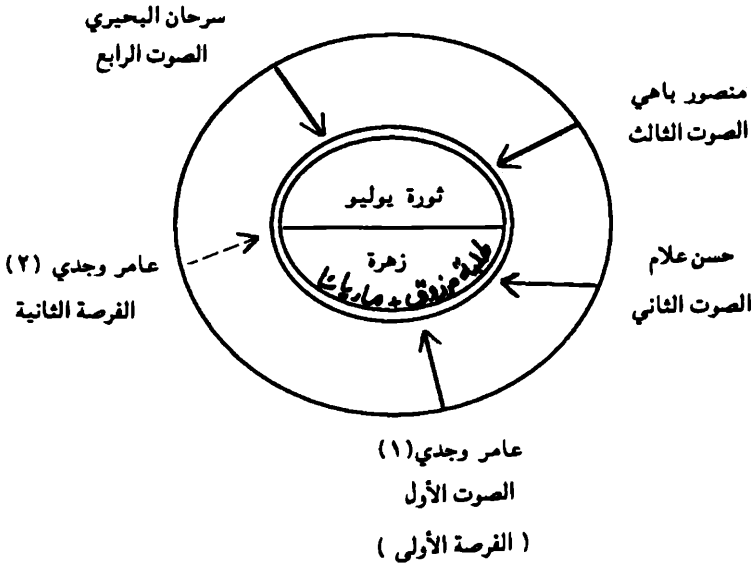 سرحان البحيري
الصوت الرابع
منصور باهي
الصوت الثالث
ثورة يوليو
زهرة
طلبة مرزوق + ماريانا
حسن علام
الصوت الثاني
عامر وجدي (٢)
الفرصة الثانية
عامر وجدي (١)
الصوت الأول
( الفرصة الأولى )